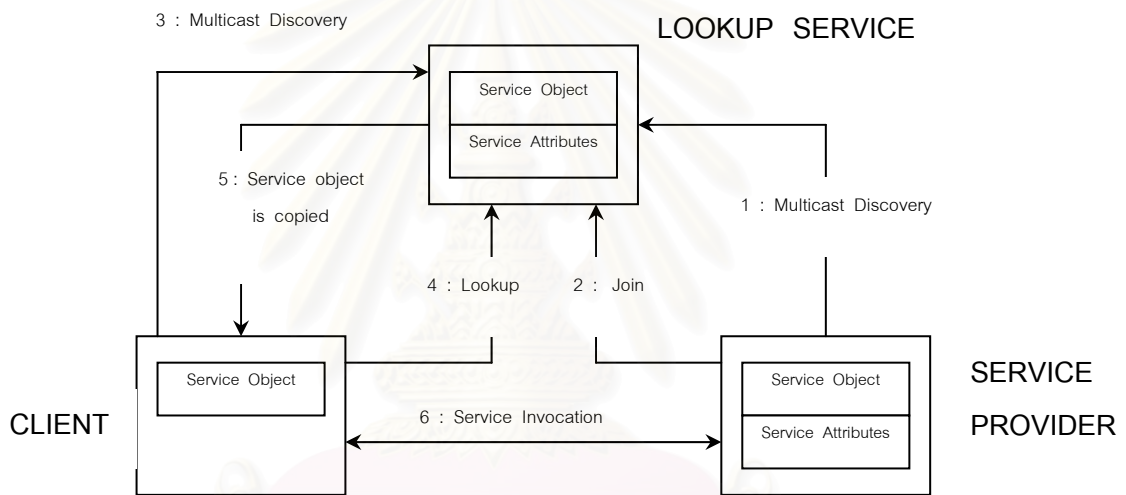 3 : Multicast Discovery
LOOKUP SERVICE
Service Object
Service Attributes
5 : Service object
is copied
1 : Multicast Discovery
4 : Lookup
2 : Join
CLIENT
Service Object
6 : Service Invocation
Service Object
Service Attributes
SERVICE
PROVIDER